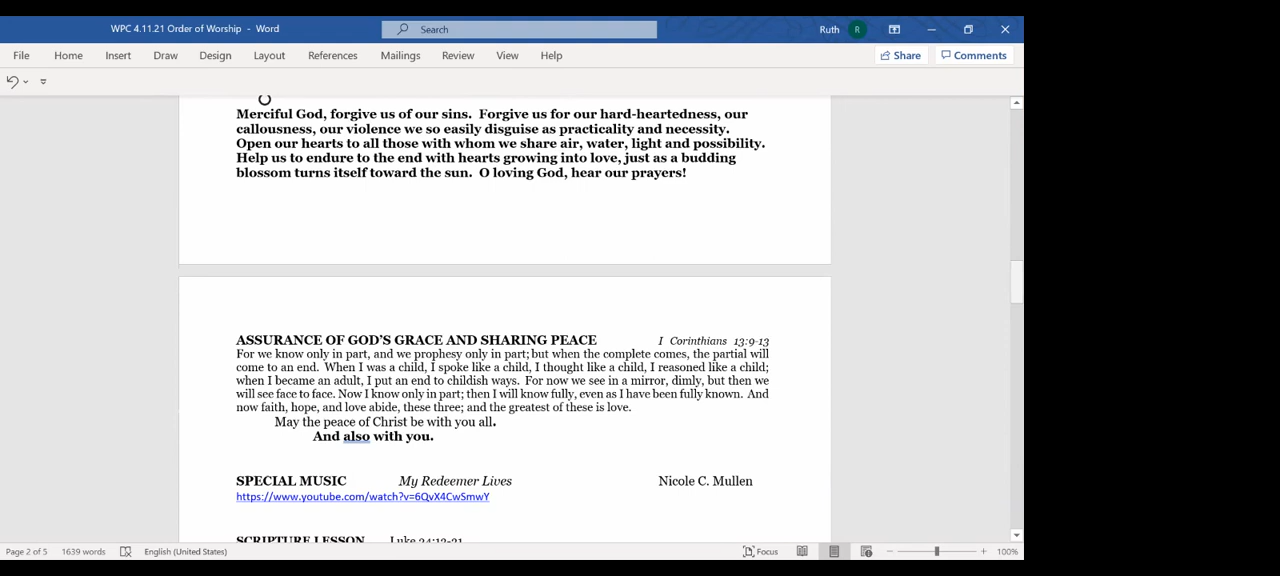 WPC 4.11.21 Order of Worship - Word
Search
Ruth R
File Home Insert Draw Design Layout References Mailings Review View Help
Share Comments
Merciful God, forgive us of our sins. Forgive us for our hard-heartedness, our
callousness, our violence we so easily disguise as practicality and necessity.
Open our hearts to all those with whom we share air, water, light and possibility.
Help us to endure to the end with hearts growing into love, just as a budding
blossom turns itself toward the sun. O loving God, hear our prayers!
ASSURANCE OF GOD'S GRACE AND SHARING PEACE I Corinthians 13:9-13
For we know only in part, and we prophesy only in part; but when the complete comes, the partial will
come to an end. When I was a child, I spoke like a child, I thought like a child, I reasoned like a child;
when I became an adult, I put an end to childish ways. For now we see in a mirror, dimly, but then we
will see face to face. Now I know only in part; then I will know fully, even as I have been fully known. And
now faith, hope, and love abide, these three; and the greatest of these is love.
May the peace of Christ be with you all.
And also with you.
SPECIAL MUSIC My Redeemer Lives Nicole C. Mullen
https://www.youtube.com/watch?v=6QvX4CwSmwY
SCRIPTURE LESSON Luke
Page 2 of 5 1639 words English (United States) Focus 100%